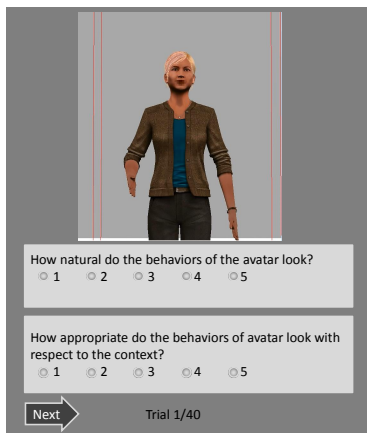 How natural do the behaviors of the avatar look?
1 2 3 4 5
How appropriate do the behaviors of avatar look with
respect to the context?
1 2 3 4 5
Next Trial 1/40